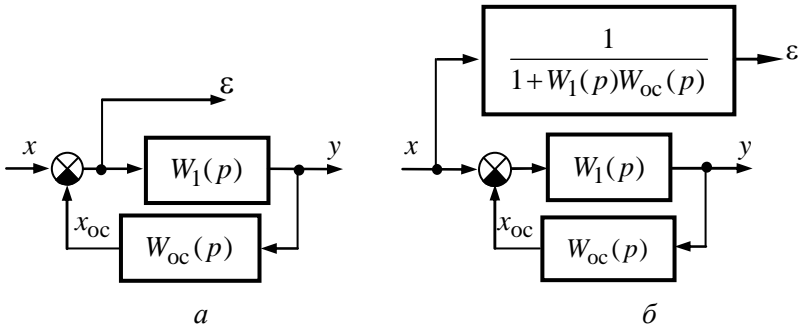 ε
x
W₁(p)
y
xос
Wос(p)
а
1
1+W₁(p)Wос(p)
ε
x
W₁(p)
y
xос
Wос(p)
б